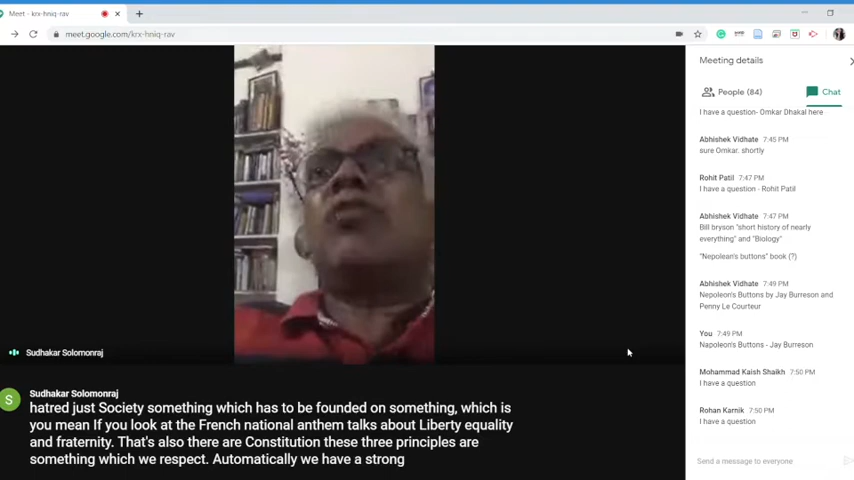 Meet - krx-hniq-rav
meet.google.com/krx-hniq-rav
Meeting details
People (84)
Chat
I have a question- Omkar Dhakal here
Abhishek Vidhate 7:45 PM
sure Omkar. shortly
Rohit Patil 7:47 PM
I have a question - Rohit Patil
Abhishek Vidhate 7:47 PM
Bill bryson "short history of nearly
everything" and "Biology"
"Nepolean's buttons" book (?)
Abhishek Vidhate 7:49 PM
Nepoleon's Buttons by Jay Burreson and
Penny Le Courteur
You 7:49 PM
Napoleon's Buttons - Jay Burreson
Mohammad Kaish Shaikh 7:50 PM
I have a question
Rohan Karnik 7:50 PM
I have a question
Send a message to everyone
Sudhakar Solomonraj
S
Sudhakar Solomonraj
hatred just Society something which has to be founded on something, which is
you mean If you look at the French national anthem talks about Liberty equality
and fraternity. That's also there are Constitution these three principles are
something which we respect. Automatically we have a strong